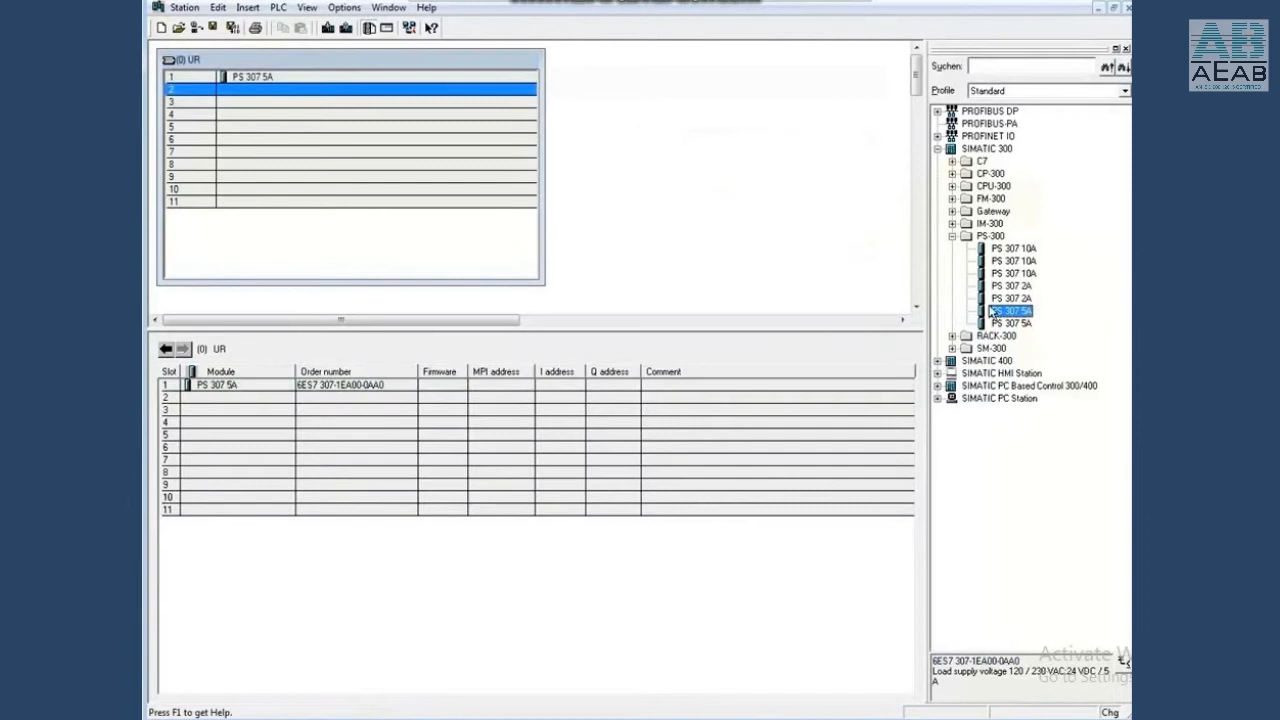 Station Edit Insert PLC View Options Window Help
(0) UR
1 PS 307 5A
2
3
4
5
6
7
8
9
10
11
Suchen:
Profile Standard
PROFIBUS DP
PROFIBUS-PA
PROFINET IO
SIMATIC 300
C7
CP-300
CPU-300
FM-300
Gateway
IM-300
PS-300
PS 307 10A
PS 307 10A
PS 307 10A
PS 307 2A
PS 307 2A
PS 307 5A
PS 307 5A
RACK-300
SM-300
SIMATIC 400
SIMATIC HMI Station
SIMATIC PC Based Control 300/400
SIMATIC PC Station
(0) UR
Slot Module Order number Firmware MPI address I address Q address Comment
1 PS 307 5A 6ES7 307-1EA00-0AA0
2
3
4
5
6
7
8
9
10
11
6ES7 307-1EA00-0AA0
Load supply voltage 120 / 230 VAC:24 VDC / 5
A
Activate W
Go to Settings
Press F1 to get Help.
Chg
AEAB